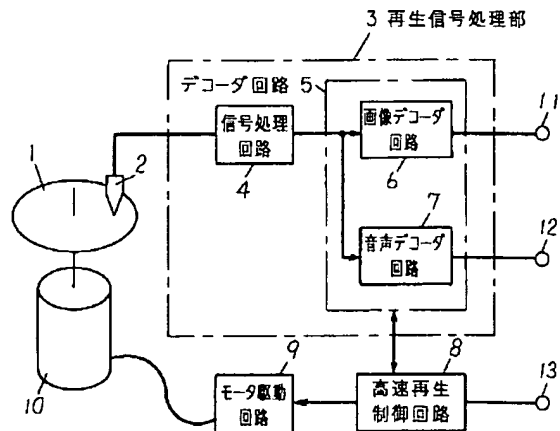 3 再生信号処理部
デコーダ回路 5
信号処理
回路
4
画像デコーダ
回路
6
11
1
2
7
音声デコーダ
回路
12
10
9
モータ駆動
回路
8
高速再生
制御回路
13